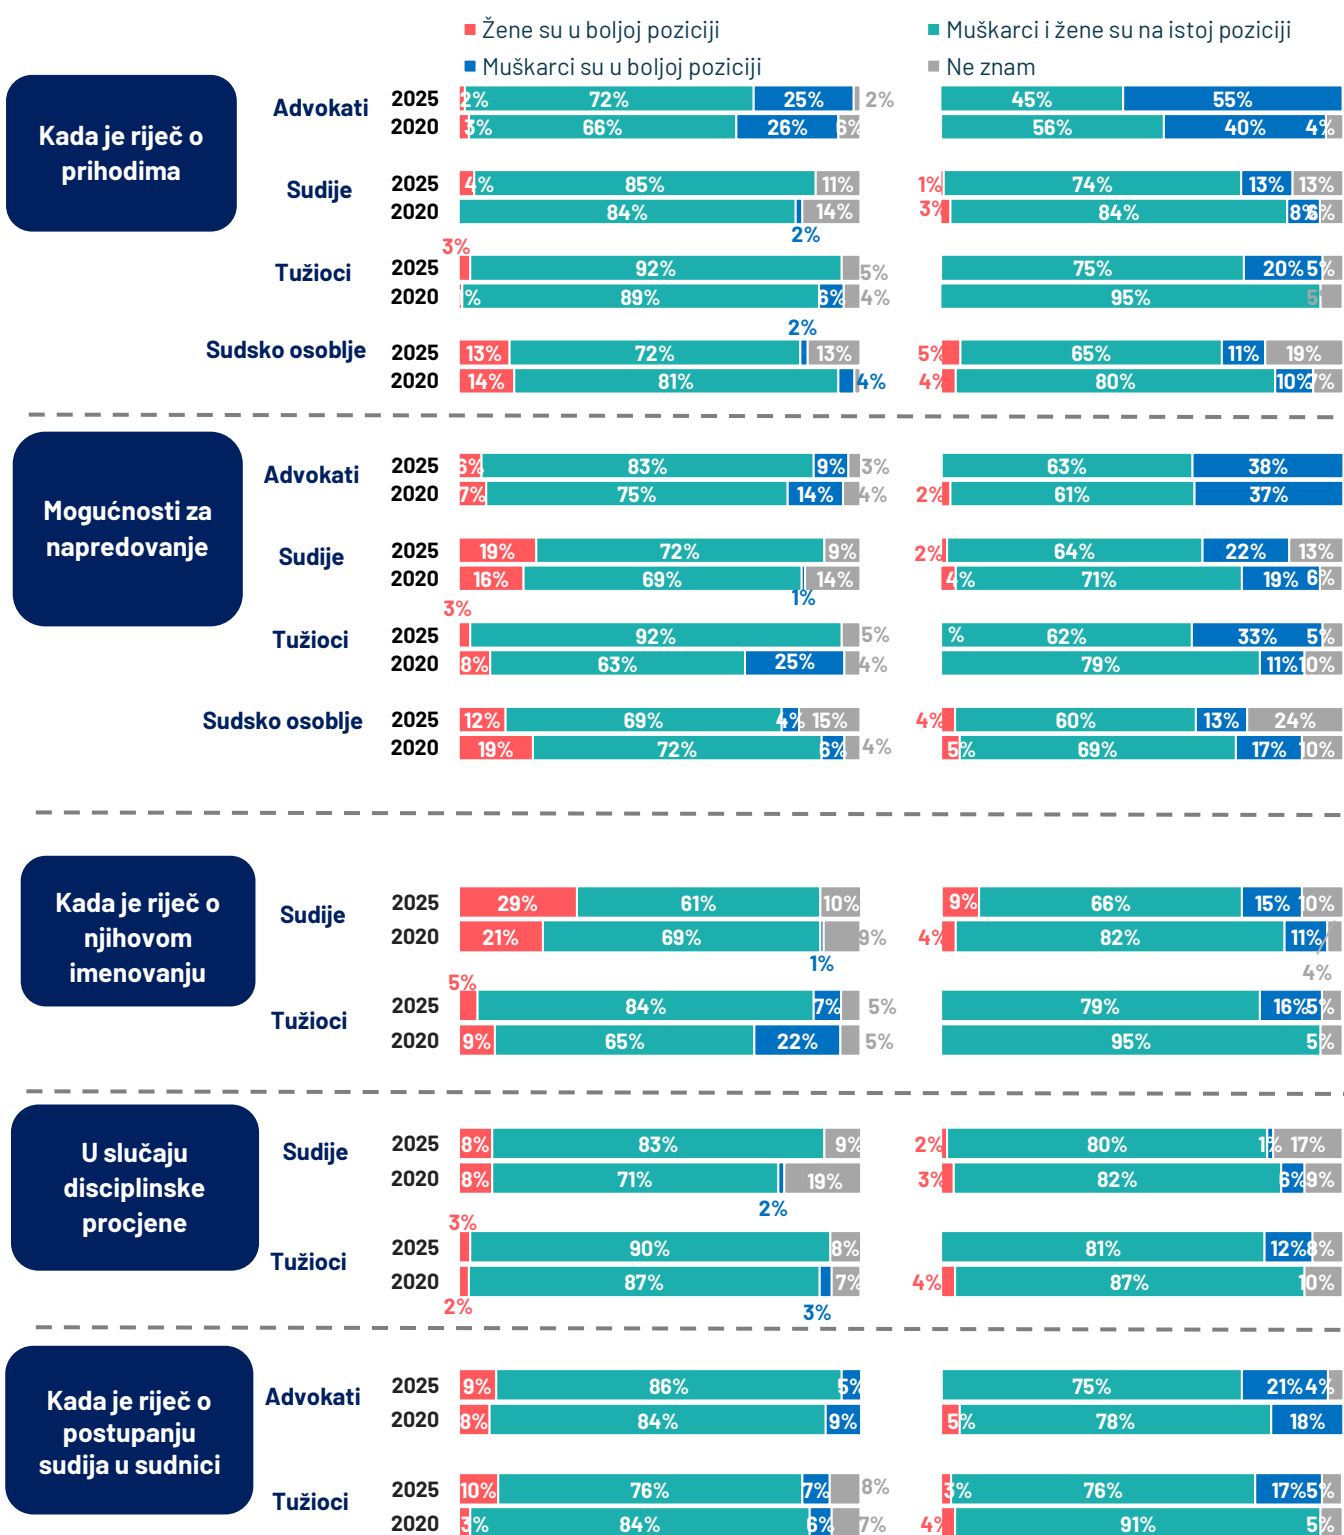 Žene su u boljoj poziciji
Muškarci i žene su na istoj poziciji
Muškarci su u boljoj poziciji
Ne znam
Kada je riječ o
prihodima
Advokati
2025 2% 72% 25% 2% 45% 55%
2020 3% 66% 26% 6% 56% 40% 4%
Sudije
2025 4% 85% 11% 1% 74% 13% 13%
2020 84% 2% 14% 3% 84% 8% 6%
Tužioci
2025 3% 92% 5% 75% 20% 5%
2020 % 89% 6% 4% 95% 5%
Sudsko osoblje
2025 13% 72% 2% 13% 5% 65% 11% 19%
2020 14% 81% 4% 4% 80% 10% 7%
Mogućnosti za
napredovanje
Advokati
2025 6% 83% 9% 3% 63% 38%
2020 7% 75% 14% 4% 2% 61% 37%
Sudije
2025 19% 72% 9% 2% 64% 22% 13%
2020 16% 69% 1% 14% 4% 71% 19% 6%
Tužioci
2025 3% 92% 5% % 62% 33% 5%
2020 8% 63% 25% 4% 79% 11% 10%
Sudsko osoblje
2025 12% 69% 4% 15% 4% 60% 13% 24%
2020 19% 72% 6% 4% 5% 69% 17% 10%
Kada je riječ o
njihovom
imenovanju
Sudije
2025 29% 61% 10% 9% 66% 15% 10%
2020 21% 69% 1% 9% 4% 82% 11% 4%
Tužioci
2025 5% 84% 7% 5% 79% 16% 5%
2020 9% 65% 22% 5% 95% 5%
U slučaju
disciplinske
procjene
Sudije
2025 8% 83% 9% 2% 80% 1% 17%
2020 8% 71% 2% 19% 3% 82% 6% 9%
Tužioci
2025 3% 90% 8% 81% 12% 8%
2020 2% 87% 3% 7% 4% 87% 10%
Kada je riječ o
postupanju
sudija u sudnici
Advokati
2025 9% 86% 5% 75% 21% 4%
2020 8% 84% 9% 5% 78% 18%
Tužioci
2025 10% 76% 7% 8% 3% 76% 17% 5%
2020 3% 84% 6% 7% 4% 91% 5%